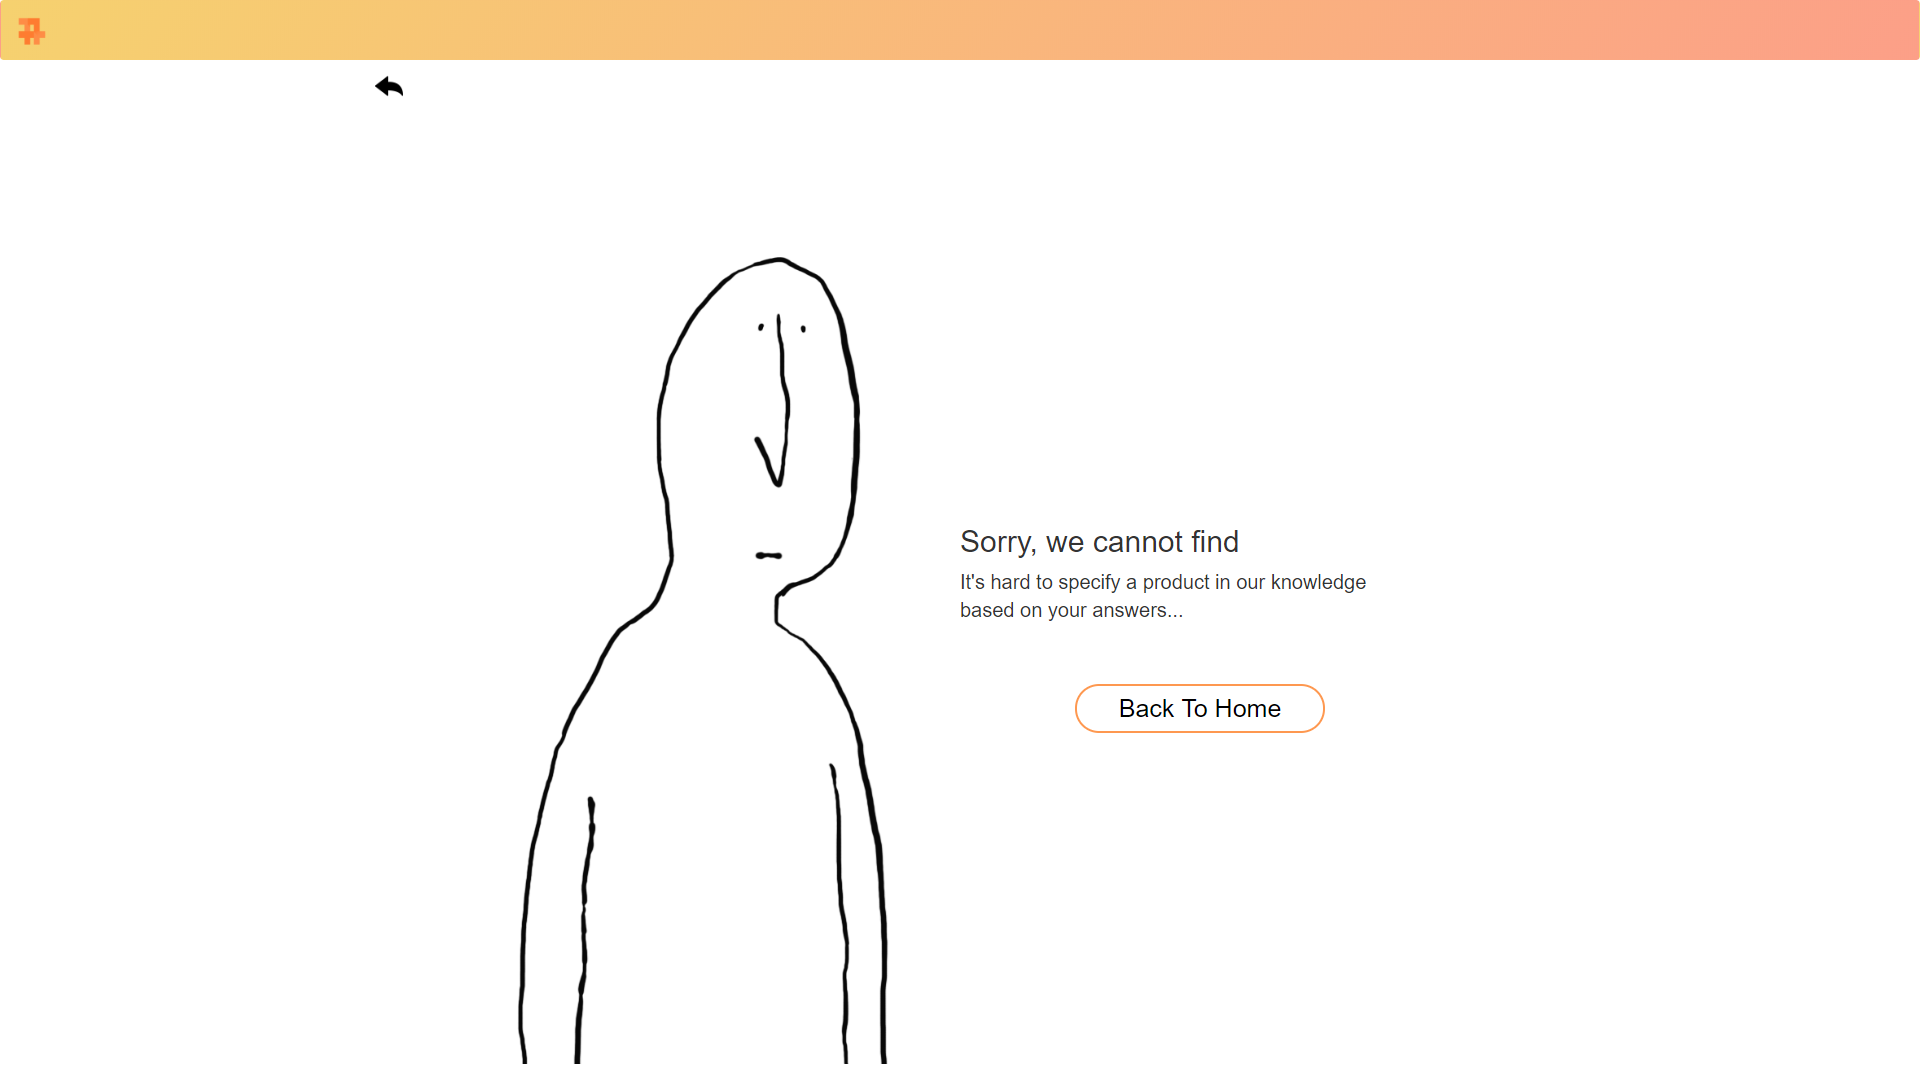 Sorry, we cannot find
It's hard to specify a product in our knowledge
based on your answers...
Back To Home